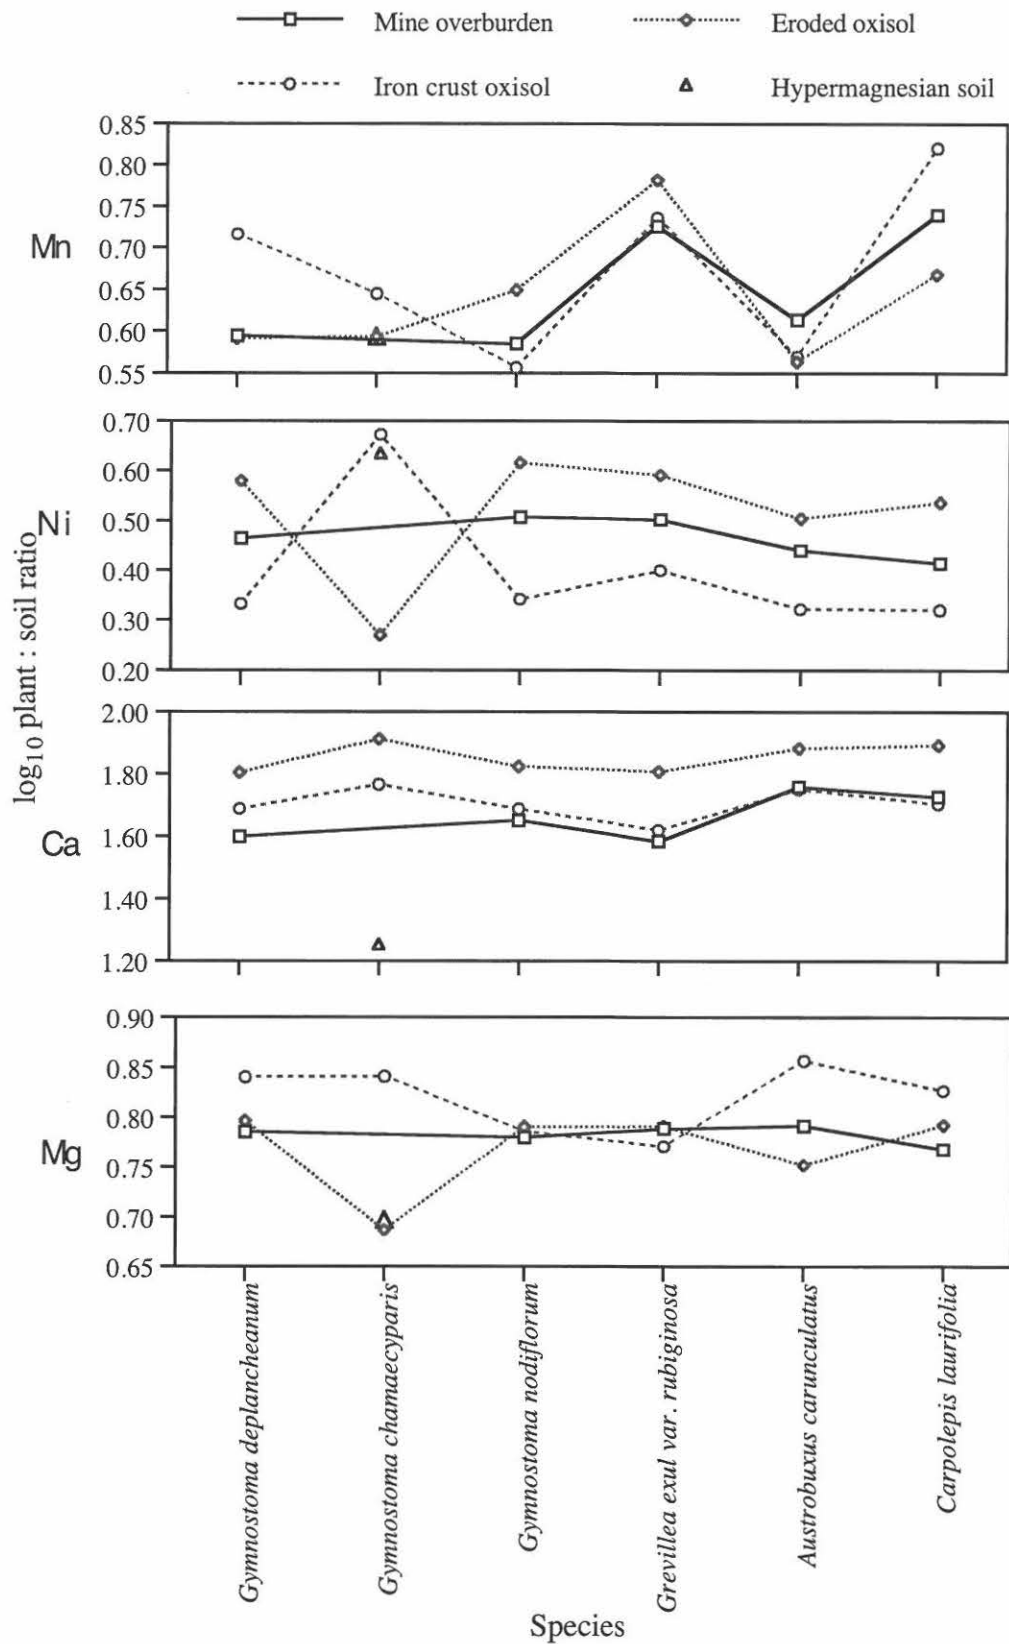 Mine overburden
Eroded oxisol
Iron crust oxisol
Hypermagnesian soil
log10 plant : soil ratio
Mn
0.85
0.80
0.75
0.70
0.65
0.60
0.55
Ni
0.70
0.60
0.50
0.40
0.30
0.20
Ca
2.00
1.80
1.60
1.40
1.20
Mg
0.90
0.85
0.80
0.75
0.70
0.65
Gymnostoma deplancheanum
Gymnostoma chamaecyparis
Gymnostoma nodiflorum
Grevillea exul var. rubiginosa
Austrobuxus carunculatus
Carpolepis laurifolia
Species